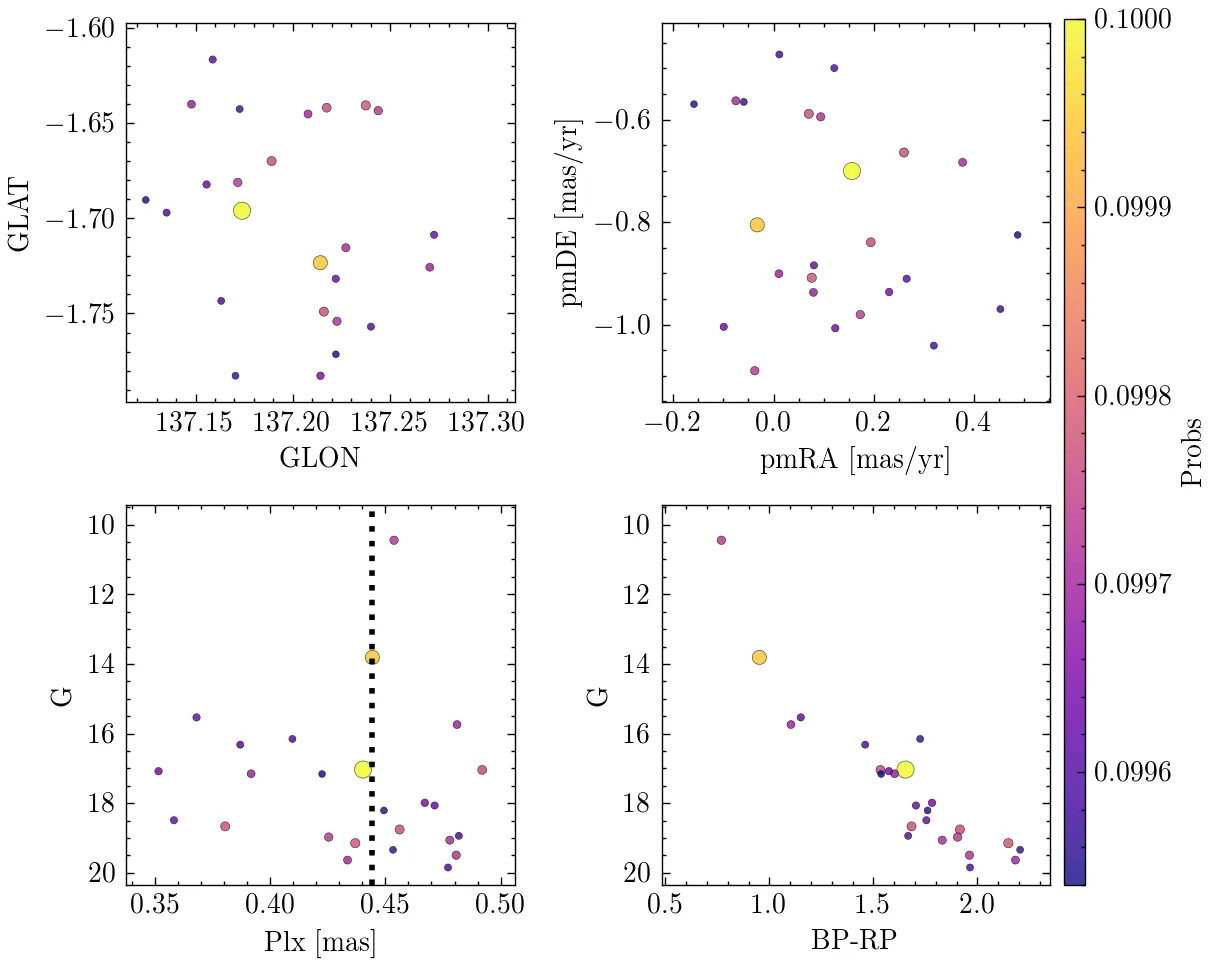 −1.60
−1.65
−1.70
−1.75
GLAT
137.15 137.20 137.25 137.30
GLON
−0.6
−0.8
−1.0
pmDE [mas/yr]
−0.2 0.0 0.2 0.4
pmRA [mas/yr]
10
12
14
16
18
20
G
0.35 0.40 0.45 0.50
Plx [mas]
10
12
14
16
18
20
G
0.5 1.0 1.5 2.0
BP-RP
0.1000
0.0999
0.0998
0.0997
0.0996
Probs